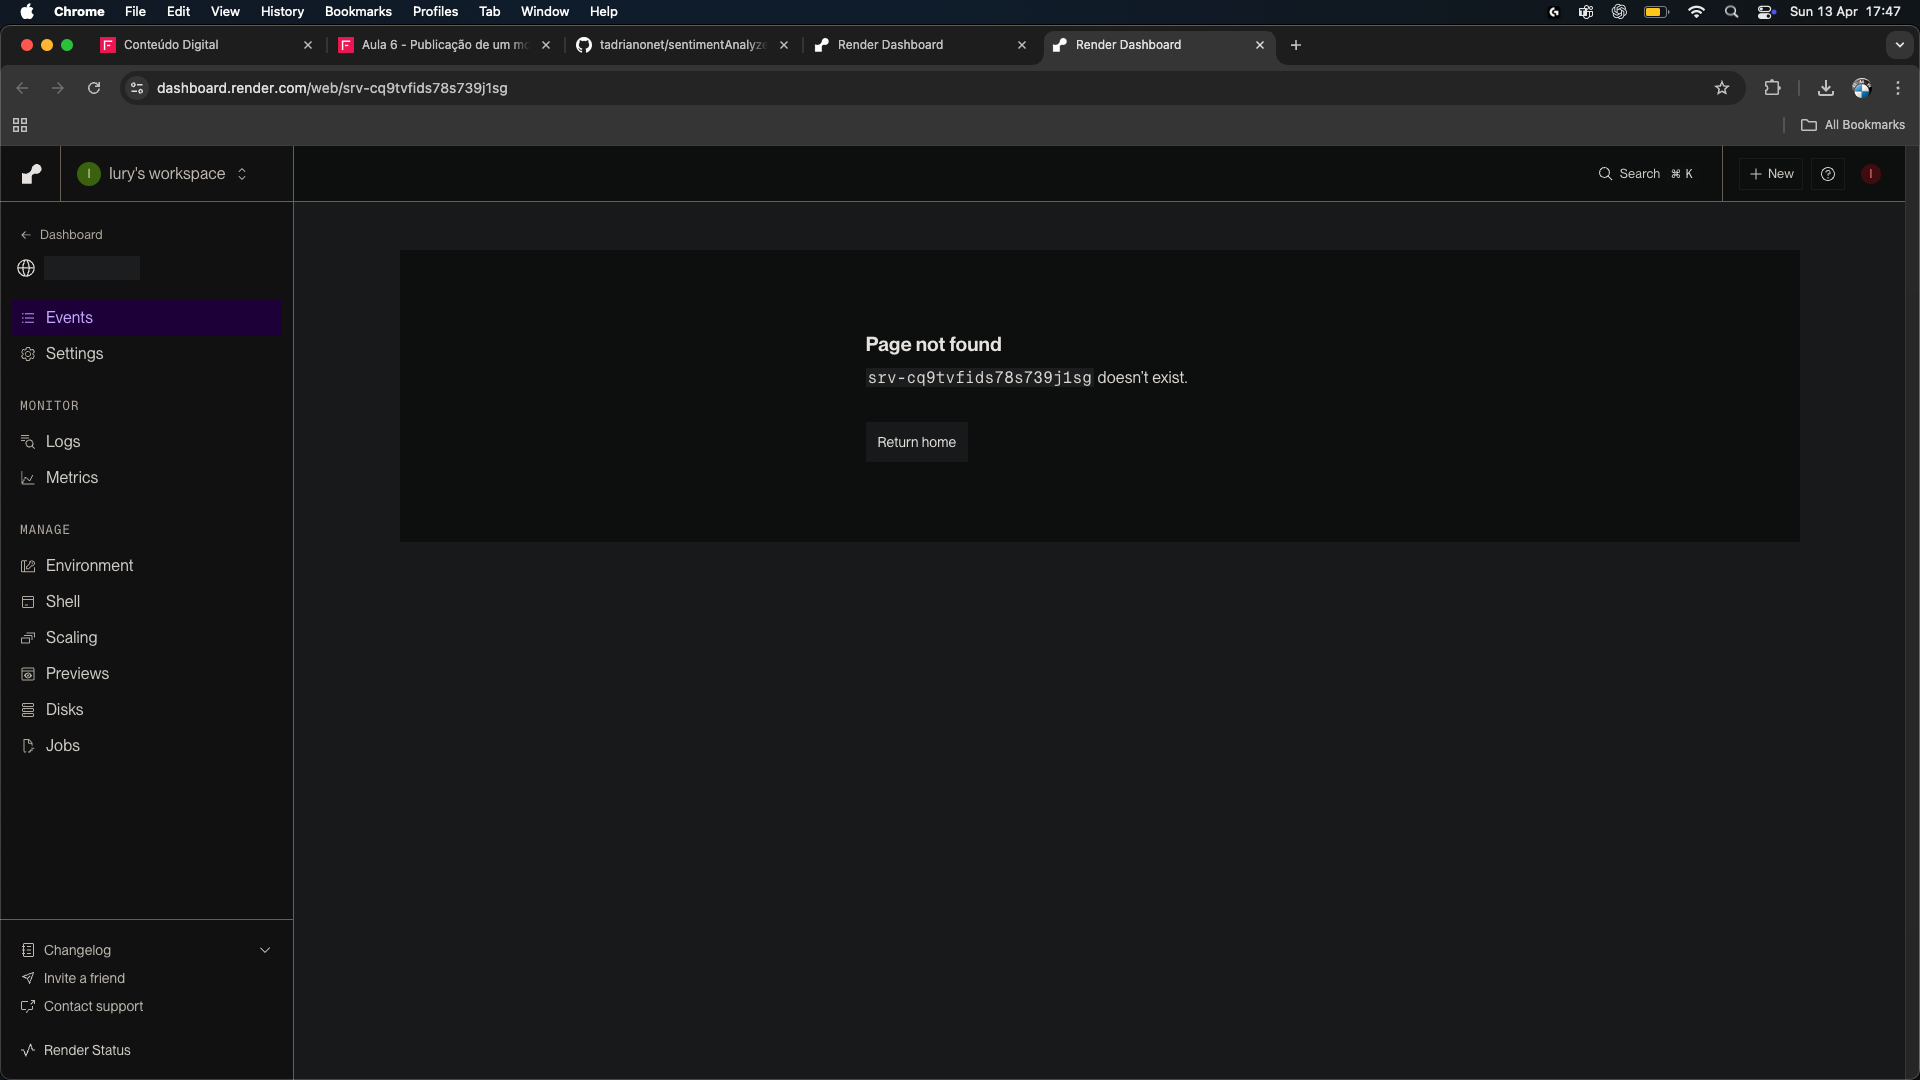 Chrome File Edit View History Bookmarks Profiles Tab Window Help Sun 13 Apr 17:47
Conteúdo Digital
Aula 6 - Publicação de um mo
tadrianonet/sentimentAnalyze
Render Dashboard
Render Dashboard
dashboard.render.com/web/srv-cq9tvfids78s739j1sg
All Bookmarks
I Iury's workspace
Search ⌘ K
+ New
I
← Dashboard
Events
Settings
MONITOR
Logs
Metrics
MANAGE
Environment
Shell
Scaling
Previews
Disks
Jobs
Changelog
Invite a friend
Contact support
Render Status
Page not found
srv-cq9tvfids78s739j1sg doesn’t exist.
Return home